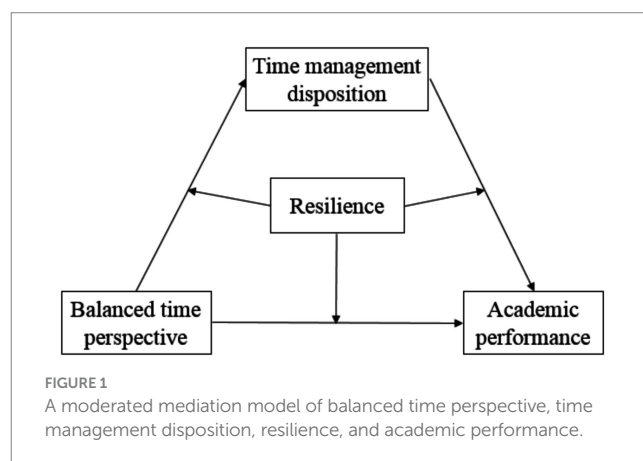 Time management
disposition
Resilience
Balanced time
perspective
Academic
performance
FIGURE 1
A moderated mediation model of balanced time perspective, time
management disposition, resilience, and academic performance.